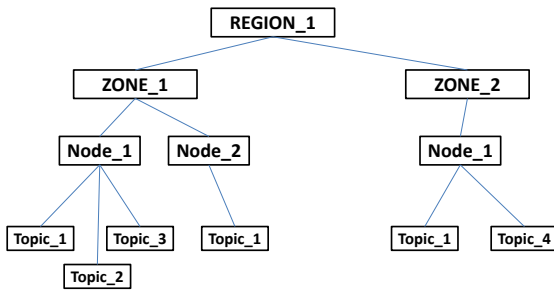 REGION_1
ZONE_1
ZONE_2
Node_1
Node_2
Node_1
Topic_1
Topic_3
Topic_1
Topic_1
Topic_4
Topic_2